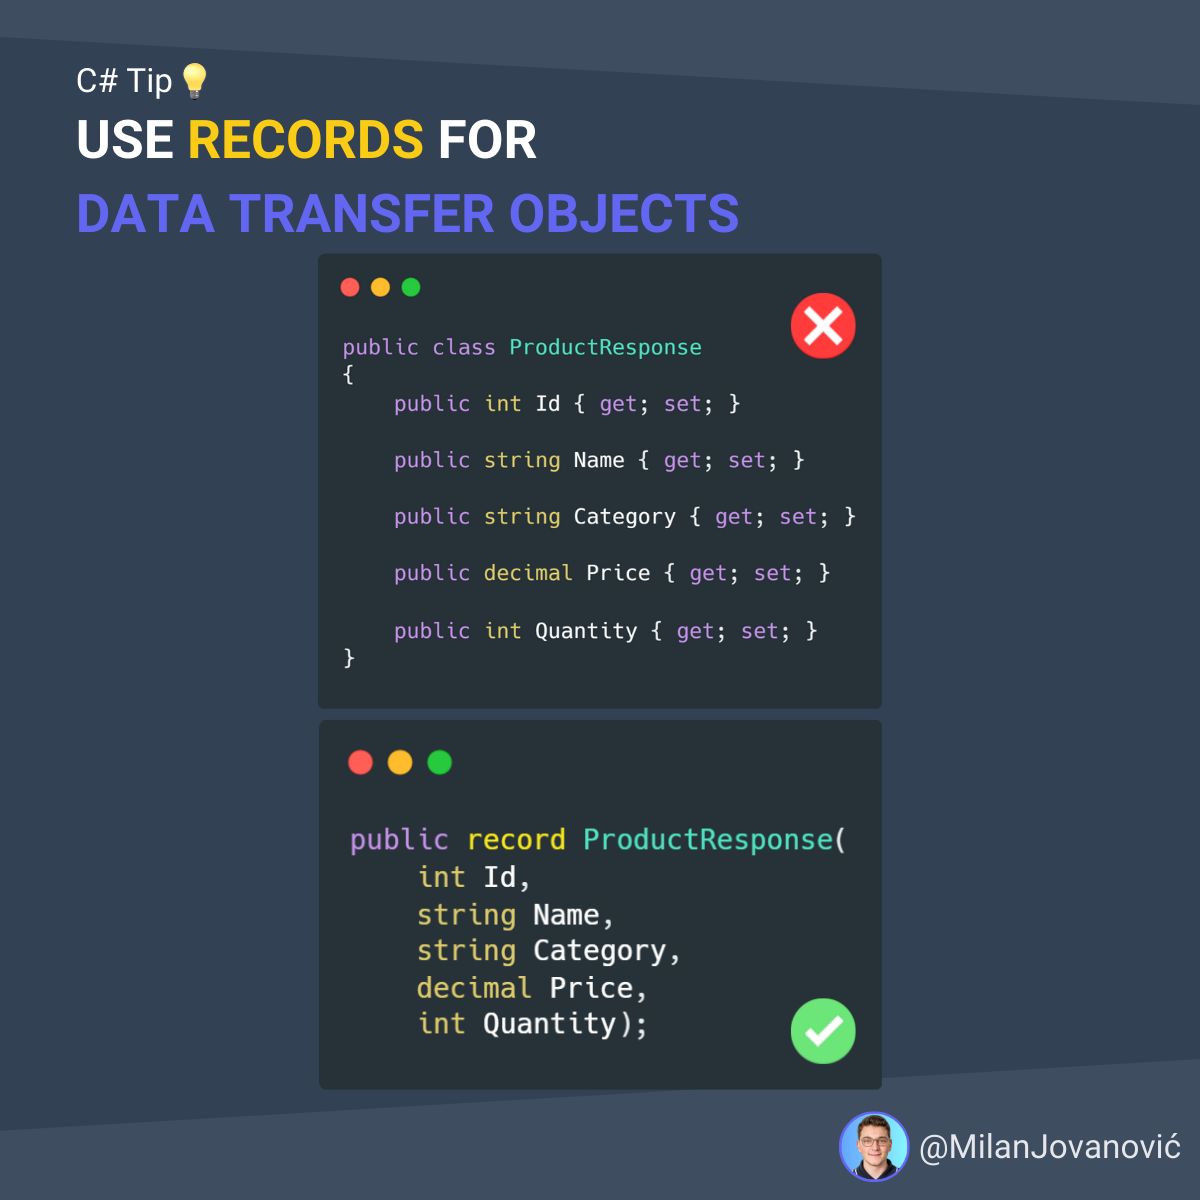 C# Tip💡
USE RECORDS FOR
DATA TRANSFER OBJECTS
public class ProductResponse
{
    public int Id { get; set; }
    public string Name { get; set; }
    public string Category { get; set; }
    public decimal Price { get; set; }
    public int Quantity { get; set; }
}
public record ProductResponse(
    int Id,
    string Name,
    string Category,
    decimal Price,
    int Quantity);
@MilanJovanović